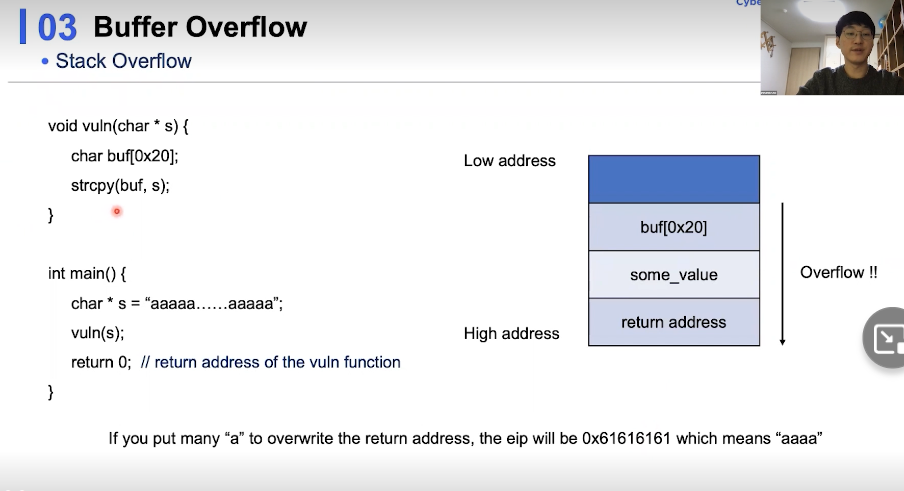 Cybe
03 Buffer Overflow
• Stack Overflow
void vuln(char * s) {
char buf[0x20];
strcpy(buf, s);
}
int main() {
char * s = “aaaaa……aaaaa”;
vuln(s);
return 0; // return address of the vuln function
}
Low address
High address
buf[0x20]
some_value
return address
Overflow !!
If you put many “a” to overwrite the return address, the eip will be 0x61616161 which means “aaaa”